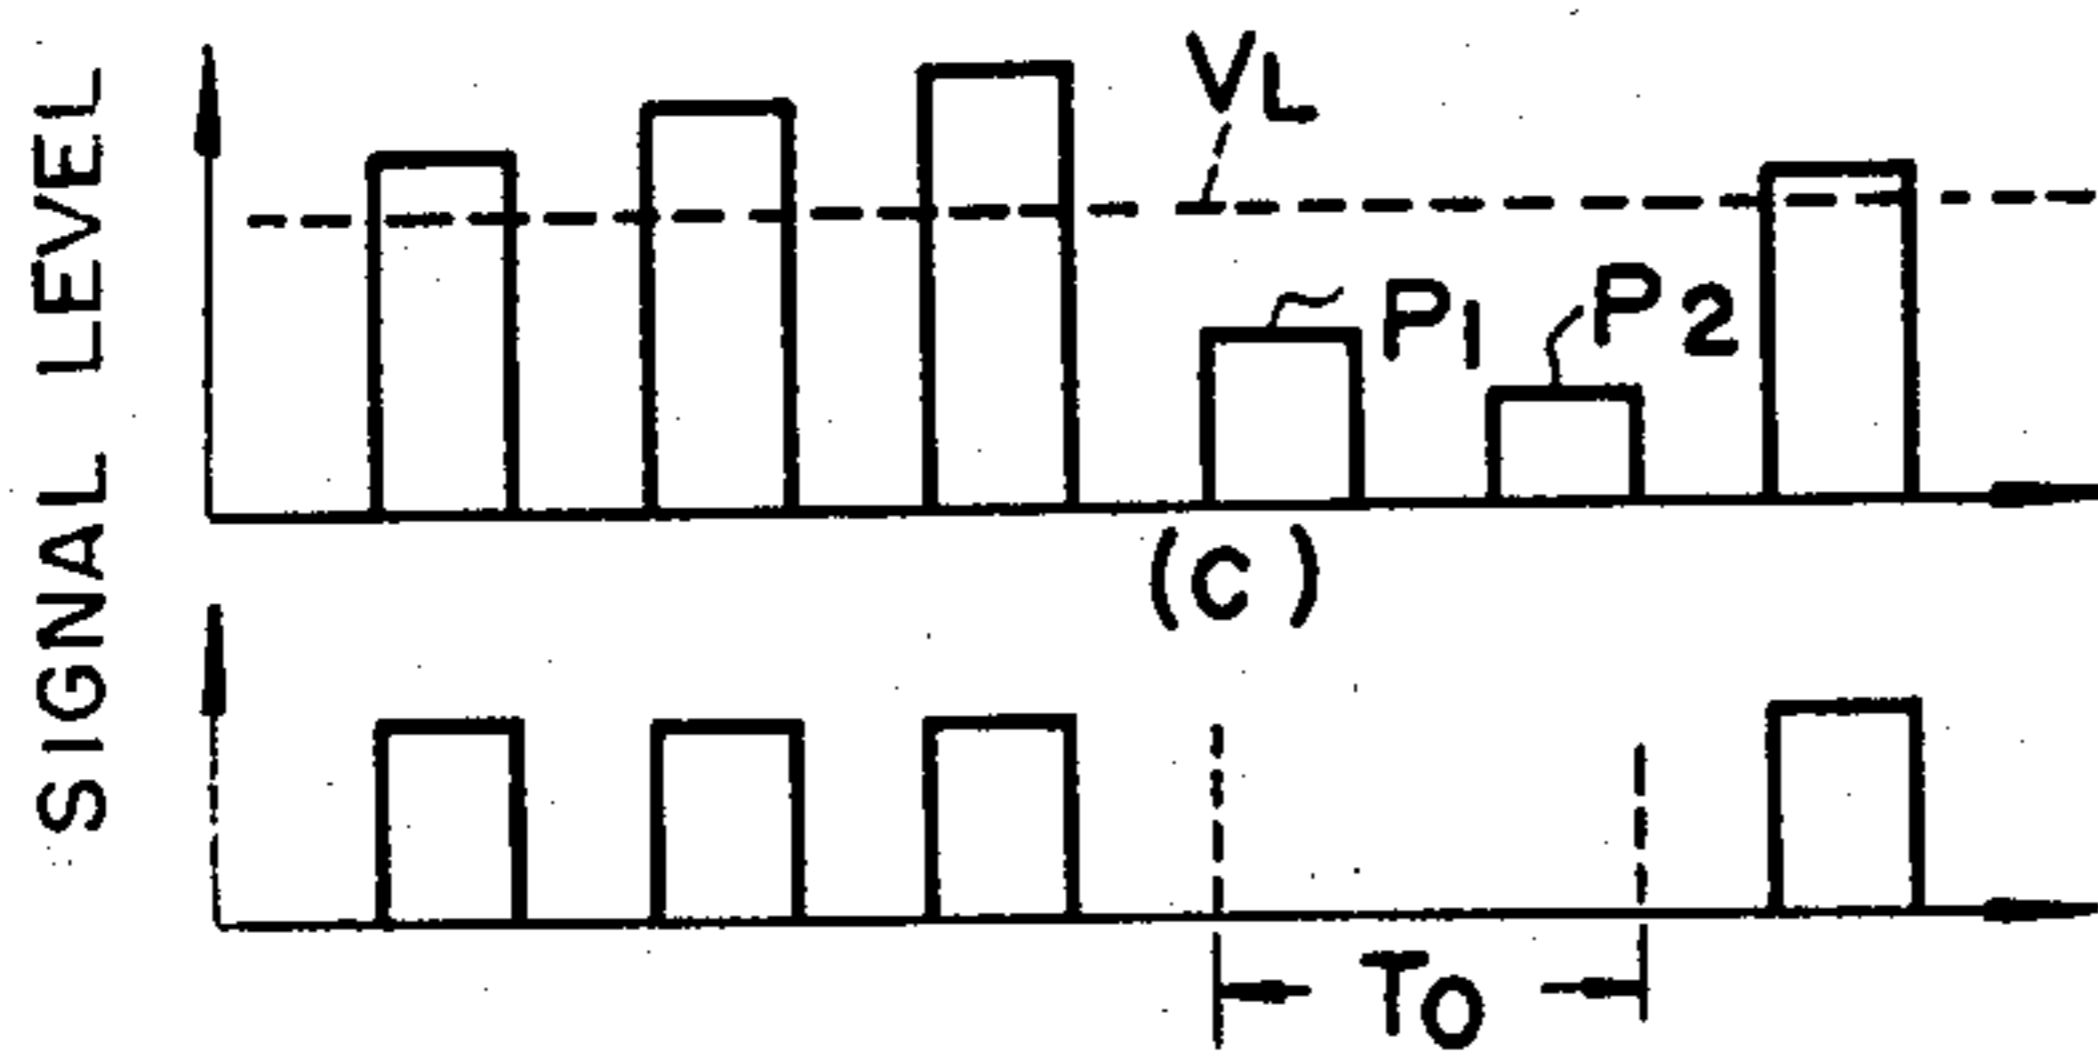 SIGNAL LEVEL
VL
P1
P2
(C)
TO